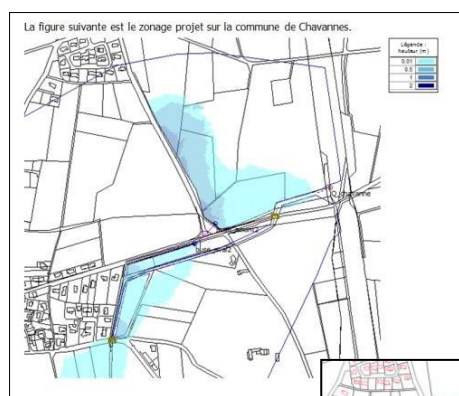 La figure suivante est le zonage projet sur la commune de Chavannes.
Légende :
Hauteur (m)
0.01
0.5
1
2